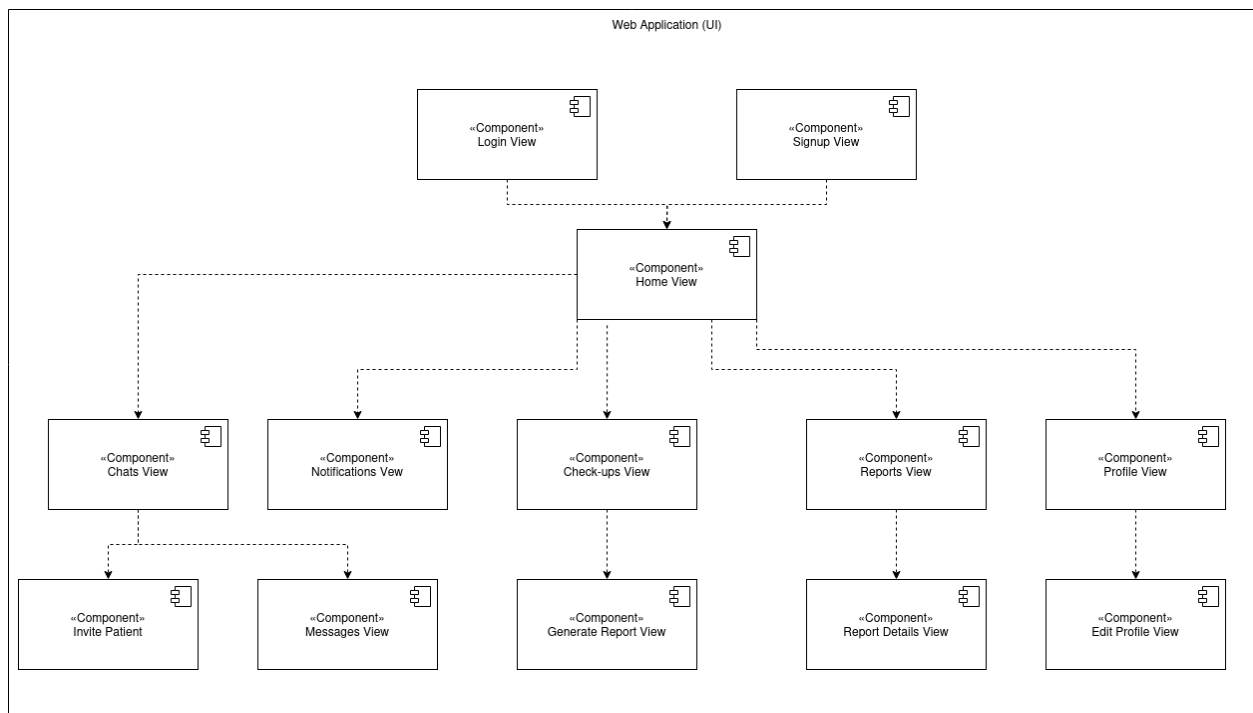 Web Application (UI)
«Component»
Login View
«Component»
Signup View
«Component»
Home View
«Component»
Chats View
«Component»
Notifications Vew
«Component»
Check-ups View
«Component»
Reports View
«Component»
Profile View
«Component»
Invite Patient
«Component»
Messages View
«Component»
Generate Report View
«Component»
Report Details View
«Component»
Edit Profile View